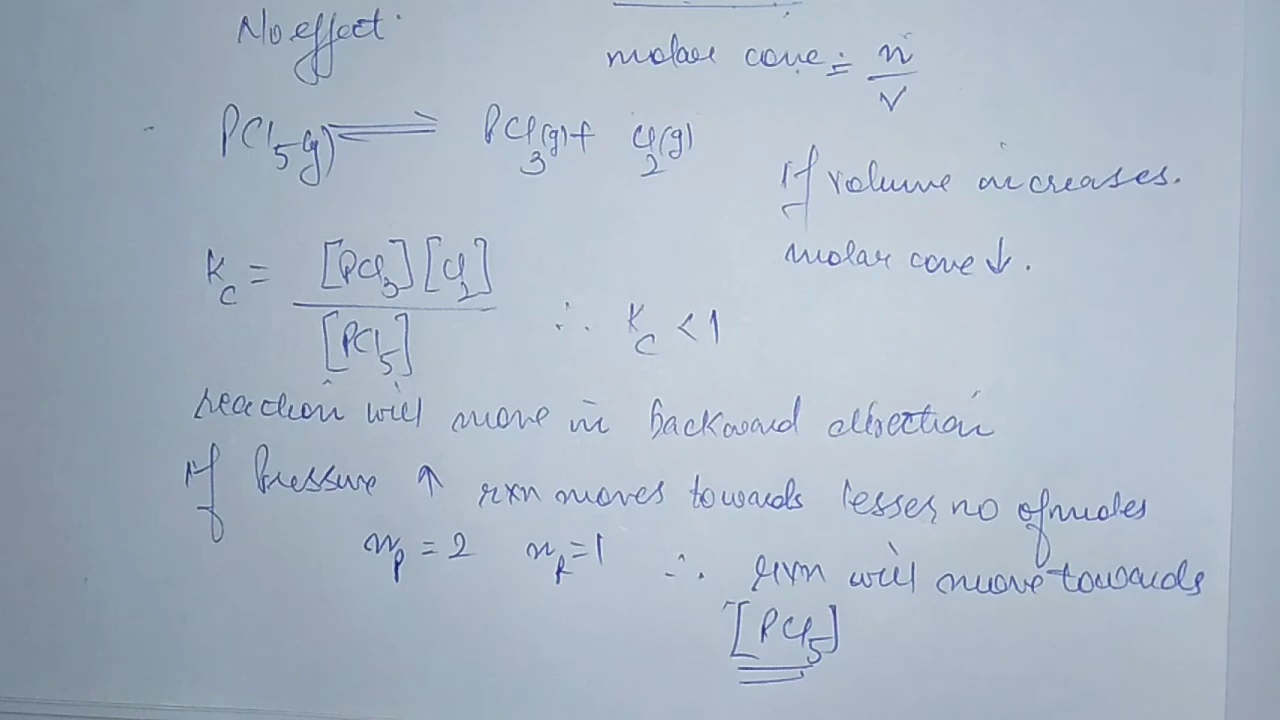 No effect.
molar conc = n/V
PCl5(g) ⇌ PCl3(g) + Cl2(g)
If volume increases.
molar conc ↓.
Kc = [PCl3][Cl2]/[PCl5] ∴ Kc < 1
reaction will move in backward direction
If Pressure ↑ rxn moves towards lesser no of moles
np = 2 nR = 1 ∴ rxn will move towards
[PCl5]